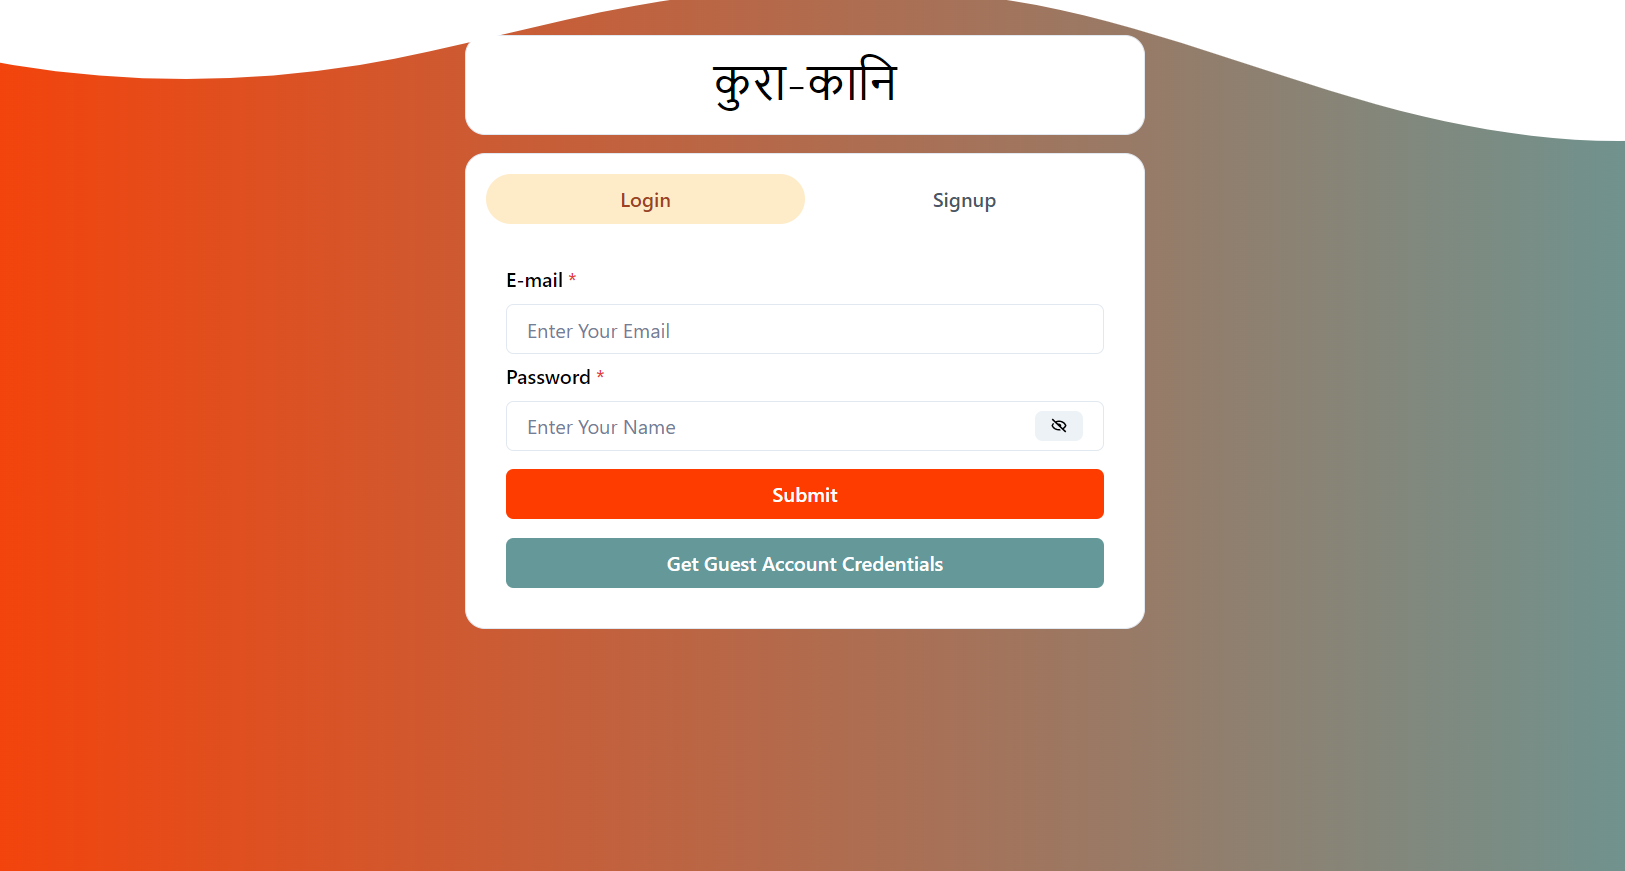 कुरा-कानि
Login
Signup
E-mail *
Enter Your Email
Password *
Enter Your Name
Submit
Get Guest Account Credentials